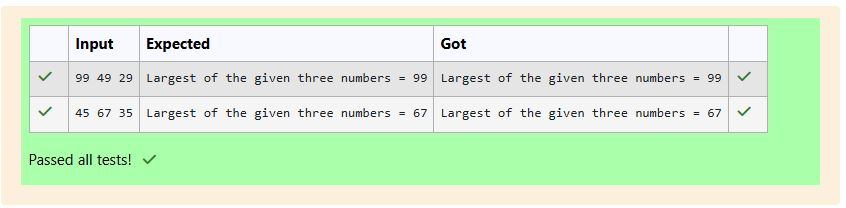 Input Expected Got
99 49 29 Largest of the given three numbers = 99 Largest of the given three numbers = 99
45 67 35 Largest of the given three numbers = 67 Largest of the given three numbers = 67
Passed all tests!